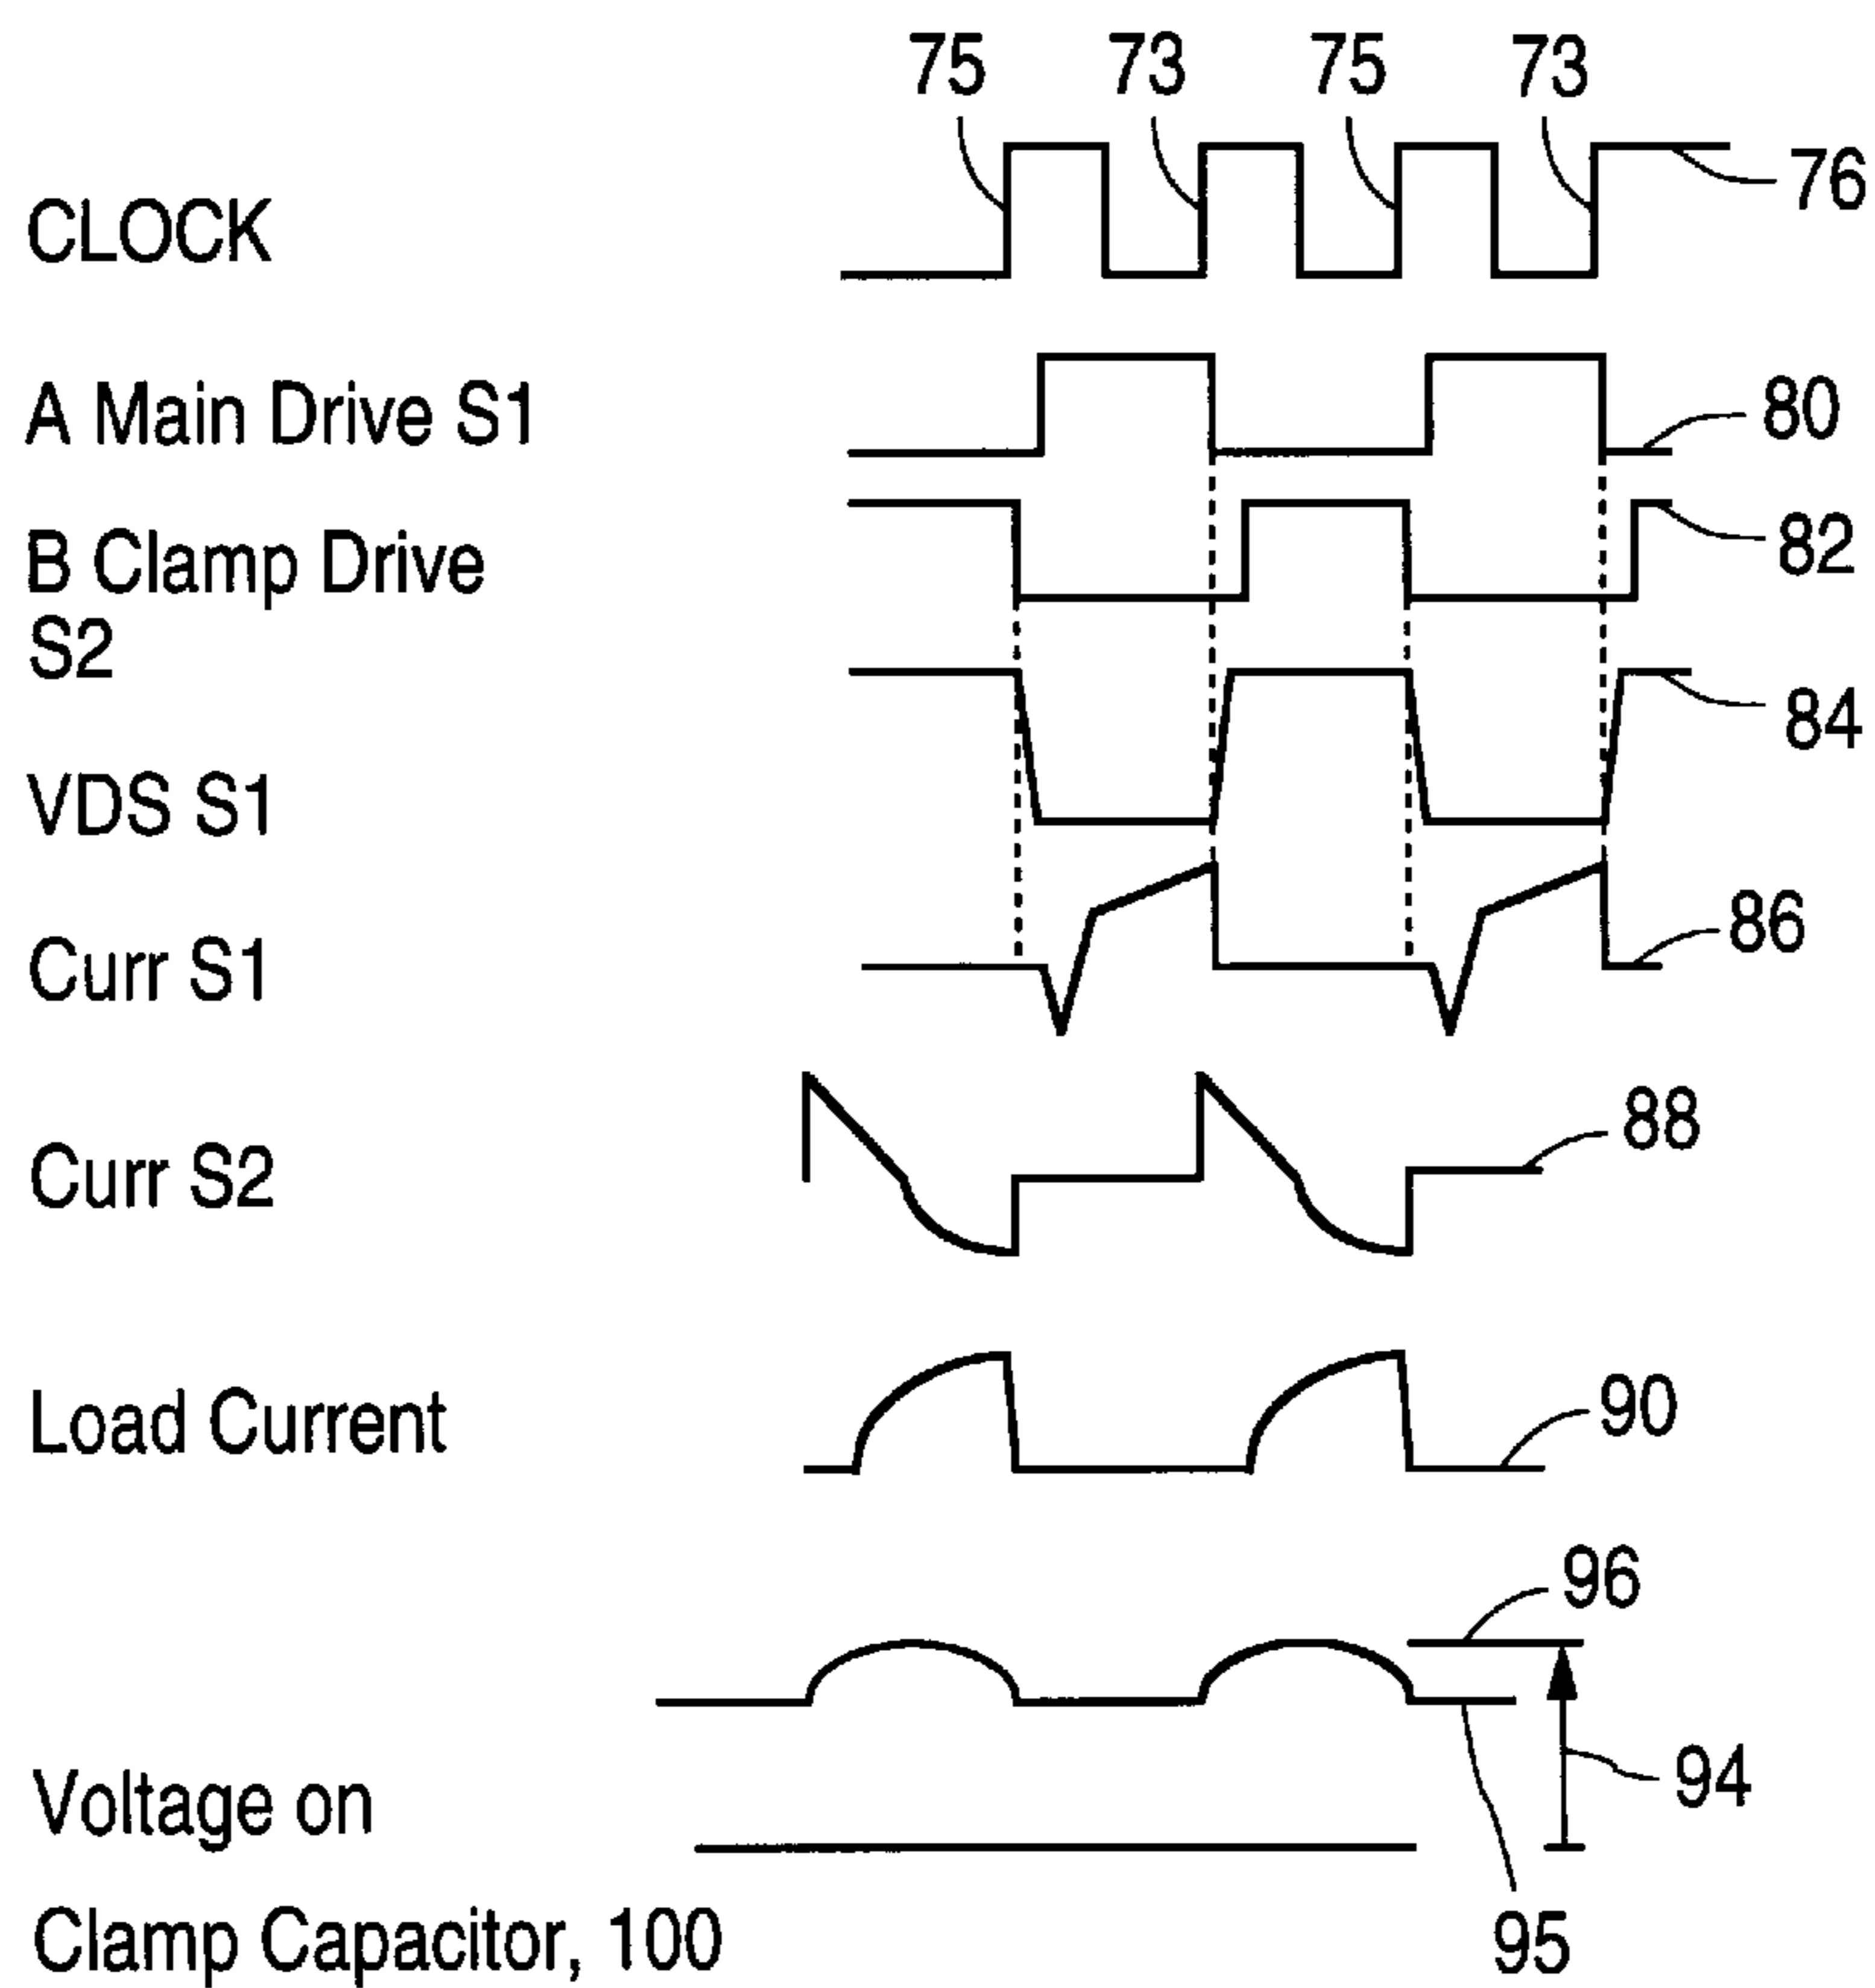 75 73 75 73
76
CLOCK
A Main Drive S1
80
B Clamp Drive
S2
82
84
VDS S1
Curr S1
86
Curr S2
88
Load Current
90
96
94
Voltage on
Clamp Capacitor, 100
95